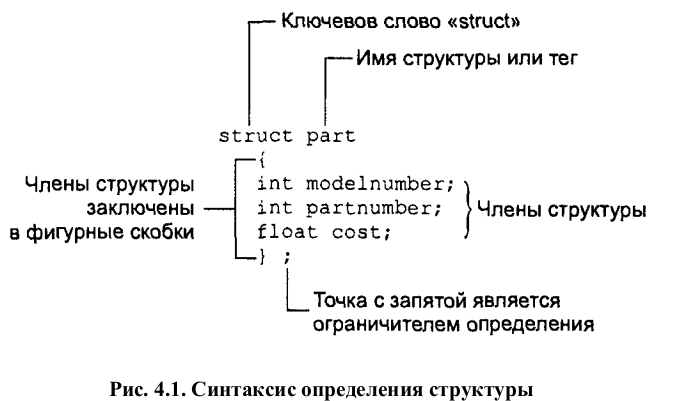 Ключевов слово «struct»
Имя структуры или тег
struct part
{
Члены структуры
заключены
в фигурные скобки
int modelnumber;
int partnumber;
float cost;
Члены структуры
} ;
Точка с запятой является
ограничителем определения
Рис. 4.1. Синтаксис определения структуры